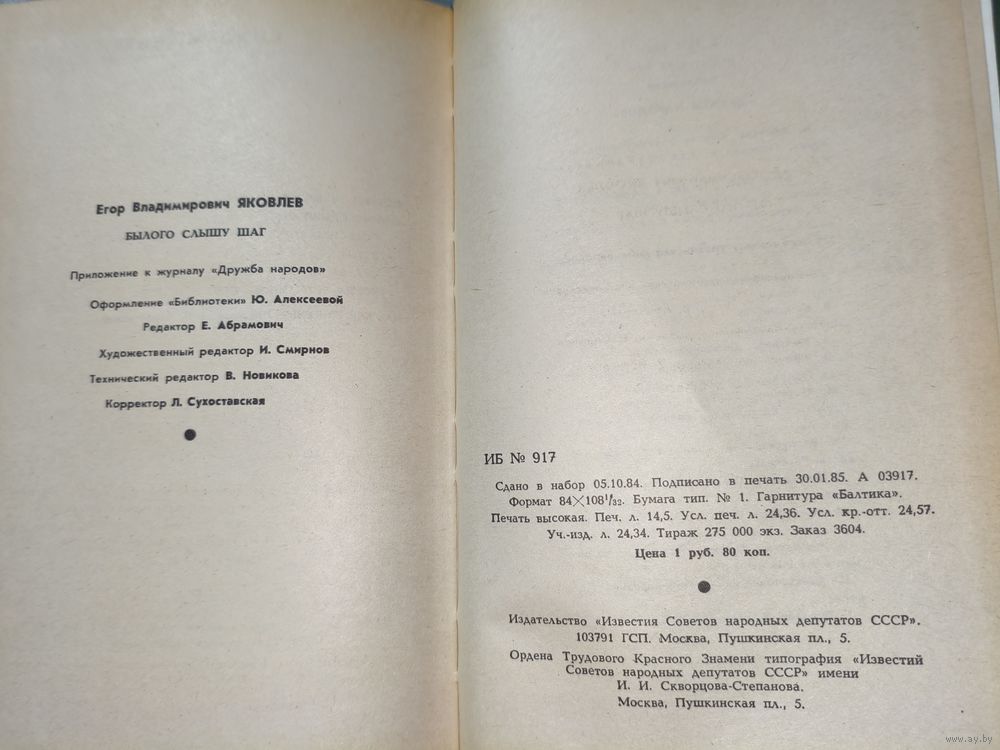 Егор Владимирович ЯКОВЛЕВ
БЫЛОГО СЛЫШУ ШАГ
Приложение к журналу «Дружба народов»
Оформление «Библиотеки» Ю. Алексеевой
Редактор Е. Абрамович
Художественный редактор И. Смирнов
Технический редактор В. Новикова
Корректор Л. Сухоставская
ИБ № 917
Сдано в набор 05.10.84. Подписано в печать 30.01.85. А 03917.
Формат 84×108¹/₃₂. Бумага тип. № 1. Гарнитура «Балтика».
Печать высокая. Печ. л. 14,5. Усл. печ. л. 24,36. Усл. кр.-отт. 24,57.
Уч.-изд. л. 24,34. Тираж 275 000 экз. Заказ 3604.
Цена 1 руб. 80 коп.
Издательство «Известия Советов народных депутатов СССР».
103791 ГСП. Москва, Пушкинская пл., 5.
Ордена Трудового Красного Знамени типография «Известий
Советов народных депутатов СССР» имени
И. И. Скворцова-Степанова.
Москва, Пушкинская пл., 5.
www.ay.by